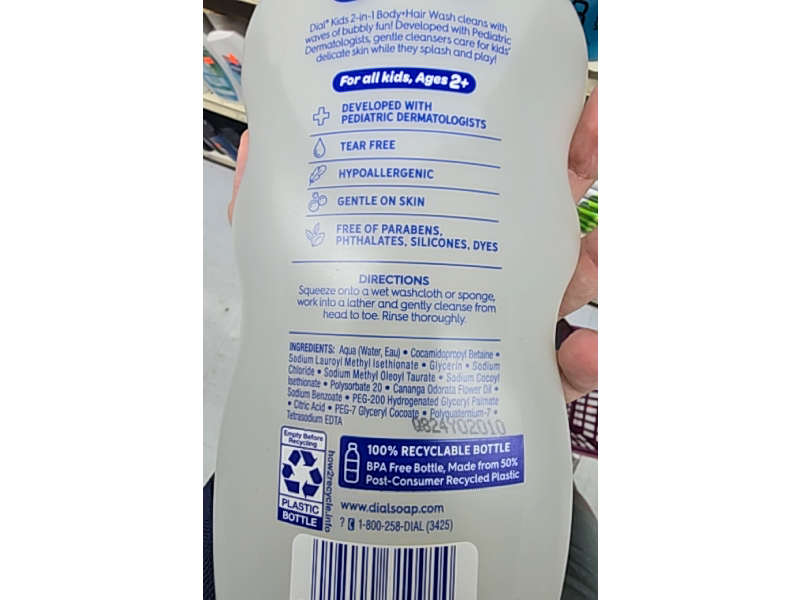 Dial® Kids 2-in-1 Body+Hair Wash cleans with
waves of bubbly fun! Developed with Pediatric
Dermatologists, gentle cleansers care for kids'
delicate skin while they splash and play!
For all kids, Ages 2+
DEVELOPED WITH
PEDIATRIC DERMATOLOGISTS
TEAR FREE
HYPOALLERGENIC
GENTLE ON SKIN
FREE OF PARABENS,
PHTHALATES, SILICONES, DYES
DIRECTIONS
Squeeze onto a wet washcloth or sponge,
work into a lather and gently cleanse from
head to toe. Rinse thoroughly.
INGREDIENTS: Aqua (Water, Eau) • Cocamidopropyl Betaine •
Sodium Lauroyl Methyl Isethionate • Glycerin • Sodium
Chloride • Sodium Methyl Oleoyl Taurate • Sodium Cocoyl
Isethionate • Polysorbate 20 • Cananga Odorata Flower Oil •
Sodium Benzoate • PEG-200 Hydrogenated Glyceryl Palmate
• Citric Acid • PEG-7 Glyceryl Cocoate • Polyquaternium-7 •
Tetrasodium EDTA
0824Y02010
Empty Before
Recycling
PLASTIC
BOTTLE
how2recycle.info
100% RECYCLABLE BOTTLE
BPA Free Bottle, Made from 50%
Post-Consumer Recycled Plastic
www.dialsoap.com
? 1-800-258-DIAL (3425)